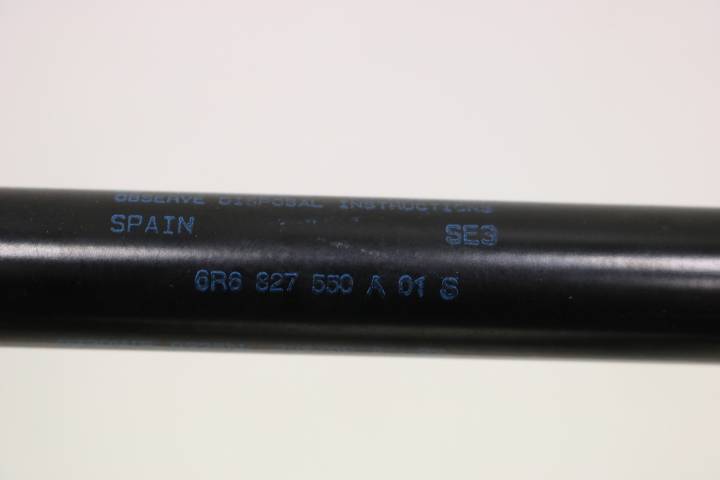 OBSERVE DISPOSAL INSTRUCTIONS
SPAIN SE3
6R6 827 550 A 01 S